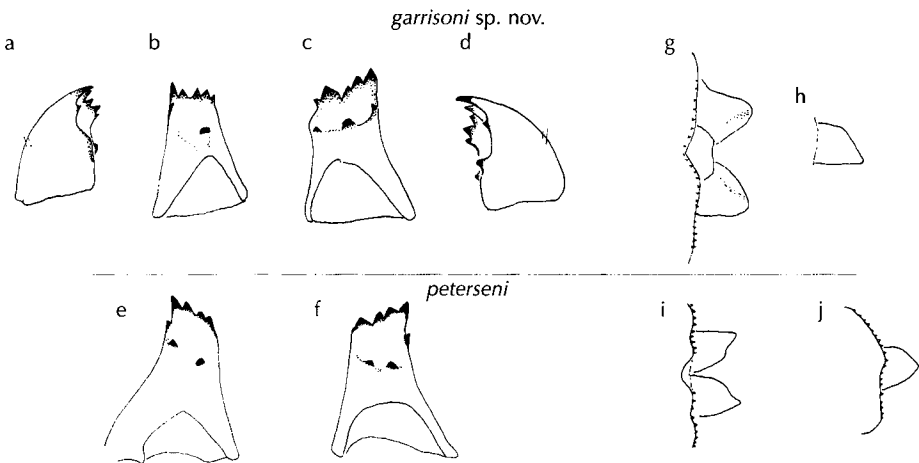 garrisoni sp. nov.
a b c d g h
peterseni
e f i j